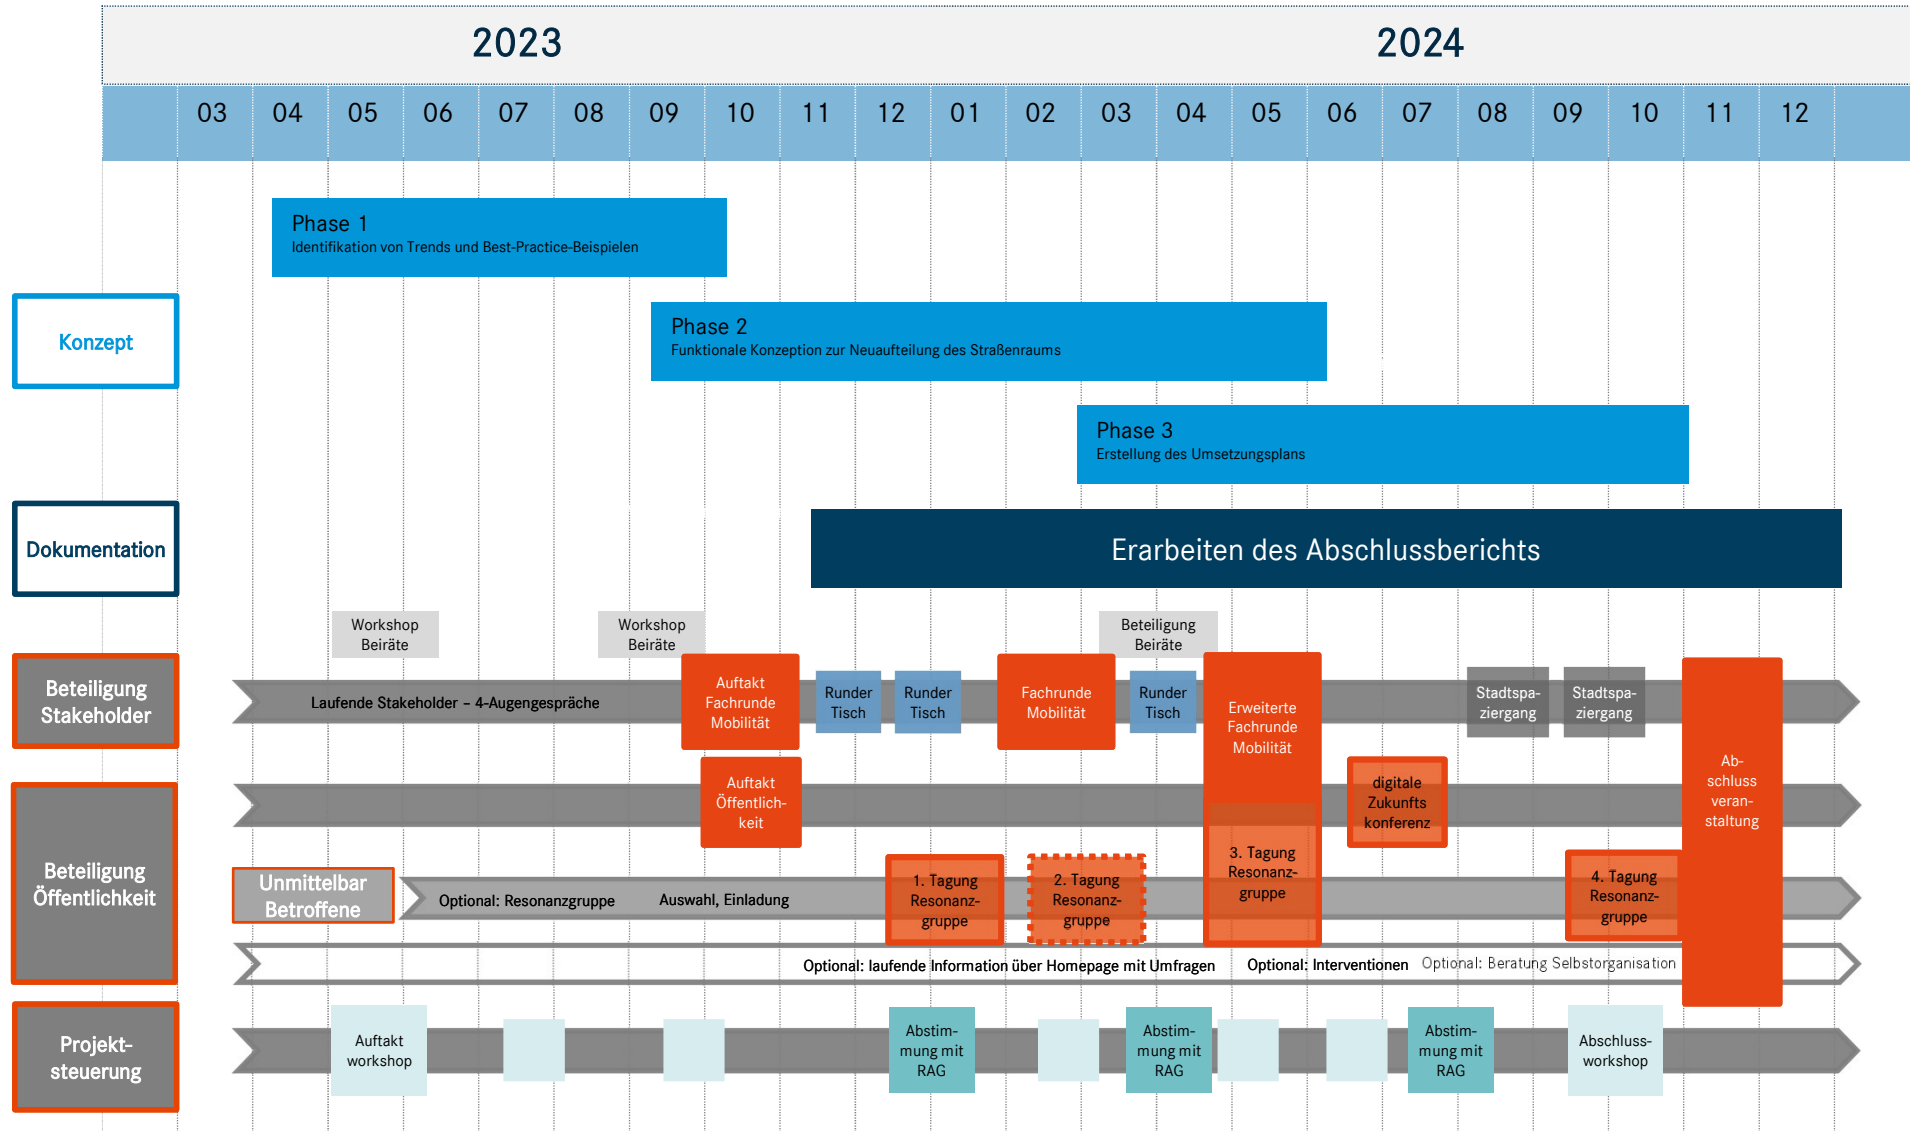 2023
2024
03 04 05 06 07 08 09 10 11 12 01 02 03 04 05 06 07 08 09 10 11 12
Phase 1
Identifikation von Trends und Best-Practice-Beispielen
Konzept
Phase 2
Funktionale Konzeption zur Neuaufteilung des Straßenraums
Phase 3
Erstellung des Umsetzungsplans
Dokumentation
Erarbeiten des Abschlussberichts
Workshop
Beiräte
Workshop
Beiräte
Beteiligung
Beiräte
Beteiligung
Stakeholder
Laufende Stakeholder – 4-Augengespräche
Auftakt
Fachrunde
Mobilität
Runder
Tisch
Runder
Tisch
Fachrunde
Mobilität
Runder
Tisch
Erweiterte
Fachrunde
Mobilität
Stadtspa-
ziergang
Stadtspa-
ziergang
Ab-
schluss
veran-
staltung
Beteiligung
Öffentlichkeit
Auftakt
Öffentlich-
keit
digitale
Zukunfts
konferenz
Unmittelbar
Betroffene
Optional: Resonanzgruppe
Auswahl, Einladung
1. Tagung
Resonanz-
gruppe
2. Tagung
Resonanz-
gruppe
3. Tagung
Resonanz-
gruppe
4. Tagung
Resonanz-
gruppe
Optional: laufende Information über Homepage mit Umfragen
Optional: Interventionen
Optional: Beratung Selbstorganisation
Projekt-
steuerung
Auftakt
workshop
Abstim-
mung mit
RAG
Abstim-
mung mit
RAG
Abstim-
mung mit
RAG
Abschluss-
workshop